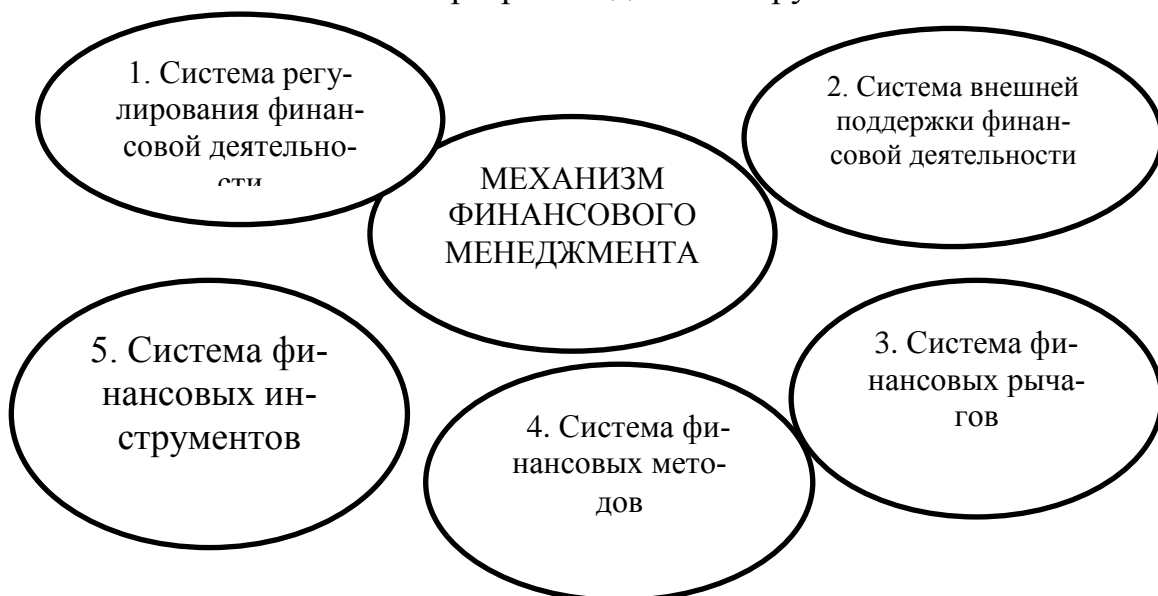 1. Система регу-
лирования финан-
совой деятельно-
сти
2. Система внешней
поддержки финан-
совой деятельности
МЕХАНИЗМ
ФИНАНСОВОГО
МЕНЕДЖМЕНТА
3. Система фи-
нансовых рыча-
гов
4. Система фи-
нансовых мето-
дов
5. Система фи-
нансовых ин-
струментов